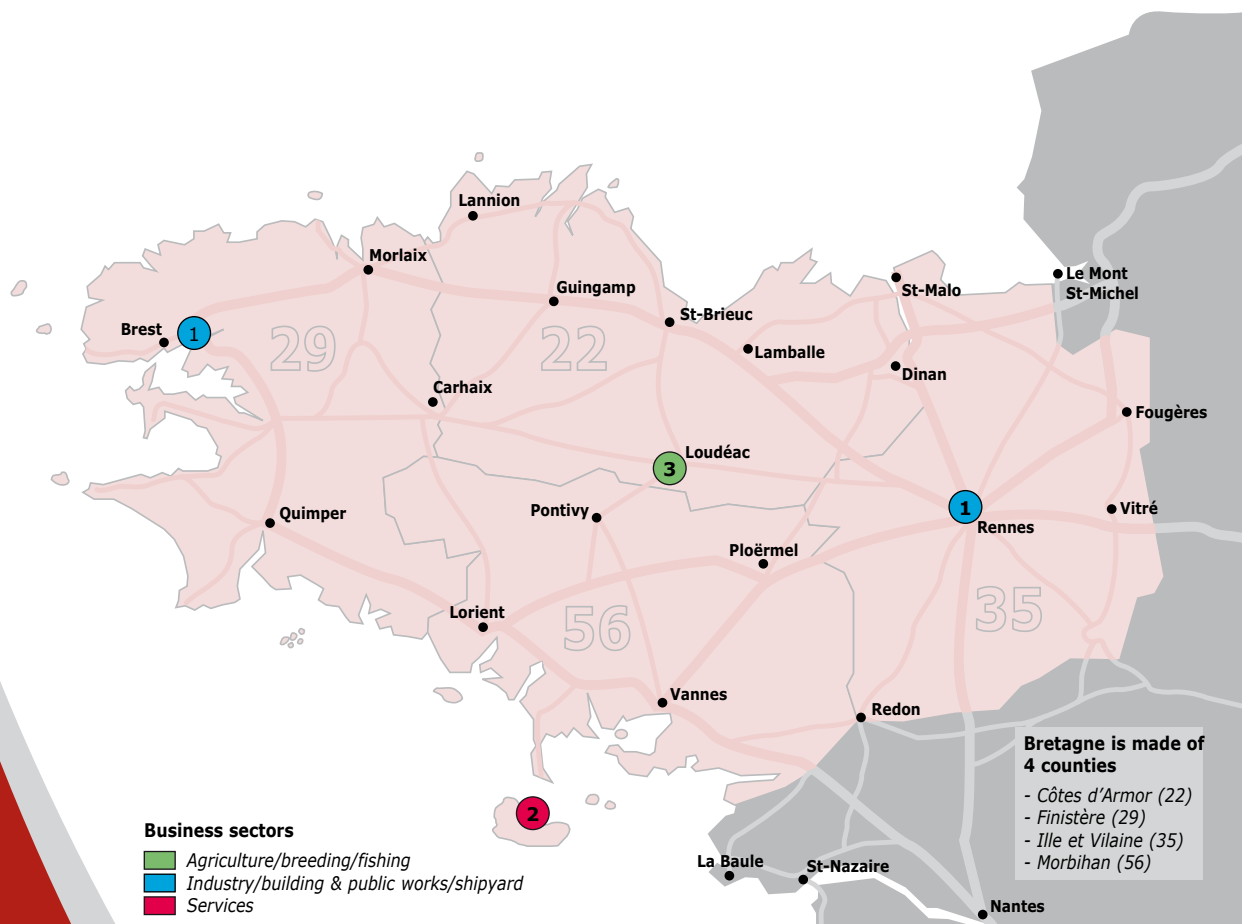 Lannion
Morlaix
Le Mont
St-Michel
St-Malo
Guingamp
St-Brieuc
Brest
1
29
22
Lamballe
Dinan
Carhaix
Fougères
Loudéac
3
Quimper
Pontivy
1
Rennes
Vitré
Ploërmel
Lorient
56
35
Vannes
Redon
Bretagne is made of
4 counties
- Côtes d'Armor (22)
- Finistère (29)
- Ille et Vilaine (35)
- Morbihan (56)
2
Business sectors
Agriculture/breeding/fishing
Industry/building & public works/shipyard
Services
La Baule
St-Nazaire
Nantes